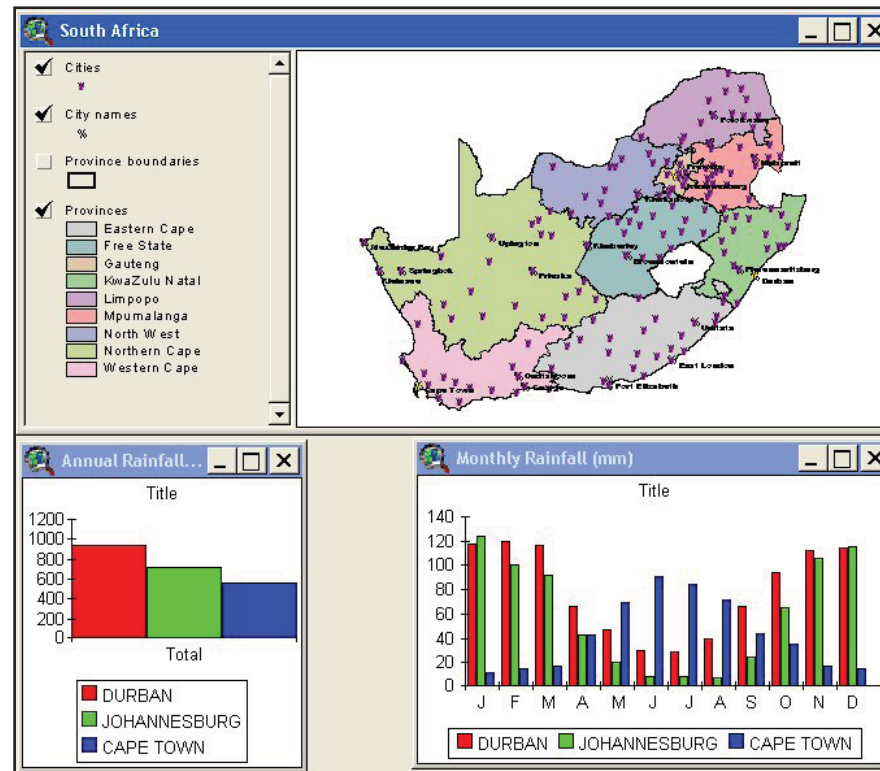 South Africa
Cities
City names
Province boundaries
Provinces
Eastern Cape
Free State
Gauteng
KwaZulu Natal
Limpopo
Mpumalanga
North West
Northern Cape
Western Cape
Polokwane
Upington
Kimberley
Springbok
Prieska
Durban
Umtata
East London
Port Elizabeth
Cape Town
Annual Rainfall...
Title
1200
1000
800
600
400
200
0
Total
DURBAN
JOHANNESBURG
CAPE TOWN
Monthly Rainfall (mm)
Title
140
120
100
80
60
40
20
0
J F M A M J J A S O N D
DURBAN JOHANNESBURG CAPE TOWN